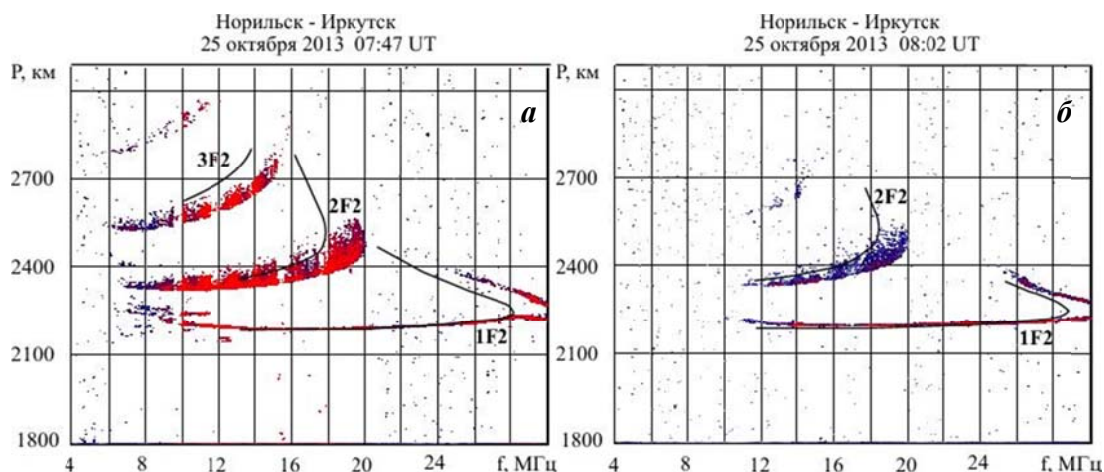 Норильск - Иркутск
25 октября 2013 07:47 UT
P, км
а
3F2
2700
2F2
2400
1F2
2100
1800
4 8 12 16 20 24 f, МГц
Норильск - Иркутск
25 октября 2013 08:02 UT
P, км
б
2700
2F2
2400
1F2
2100
1800
4 8 12 16 20 24 f, МГц